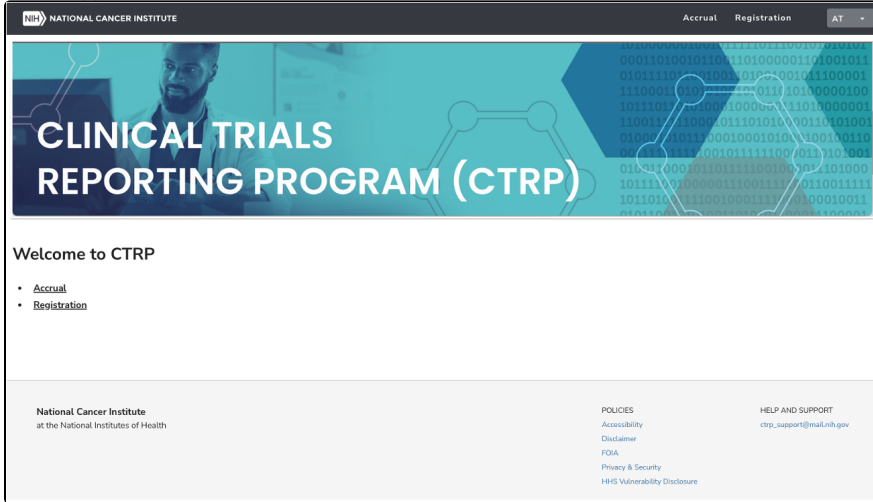 NIH NATIONAL CANCER INSTITUTE
Accrual Registration AT
CLINICAL TRIALS
REPORTING PROGRAM (CTRP)
Welcome to CTRP
• Accrual
• Registration
National Cancer Institute
at the National Institutes of Health
POLICIES
Accessibility
Disclaimer
FOIA
Privacy & Security
HHS Vulnerability Disclosure
HELP AND SUPPORT
ctrp_support@mail.nih.gov